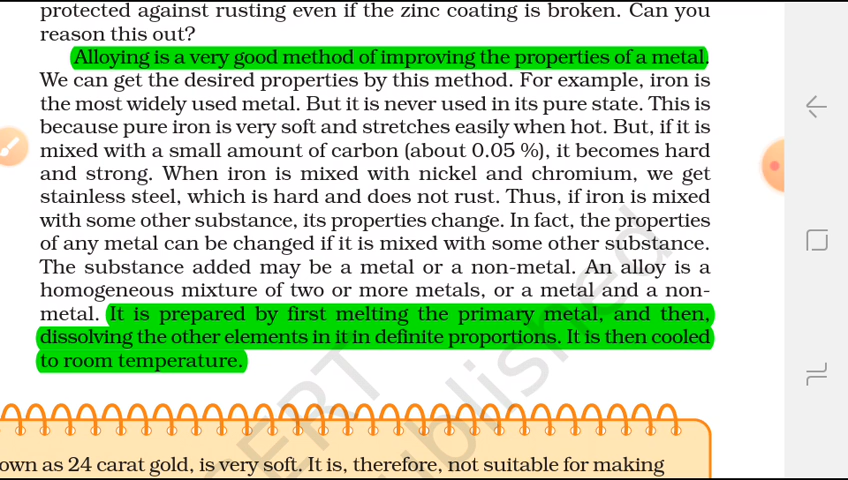 protected against rusting even if the zinc coating is broken. Can you
reason this out?
Alloying is a very good method of improving the properties of a metal.
We can get the desired properties by this method. For example, iron is
the most widely used metal. But it is never used in its pure state. This is
because pure iron is very soft and stretches easily when hot. But, if it is
mixed with a small amount of carbon (about 0.05 %), it becomes hard
and strong. When iron is mixed with nickel and chromium, we get
stainless steel, which is hard and does not rust. Thus, if iron is mixed
with some other substance, its properties change. In fact, the properties
of any metal can be changed if it is mixed with some other substance.
The substance added may be a metal or a non-metal. An alloy is a
homogeneous mixture of two or more metals, or a metal and a non-
metal. It is prepared by first melting the primary metal, and then,
dissolving the other elements in it in definite proportions. It is then cooled
to room temperature.
own as 24 carat gold, is very soft. It is, therefore, not suitable for making